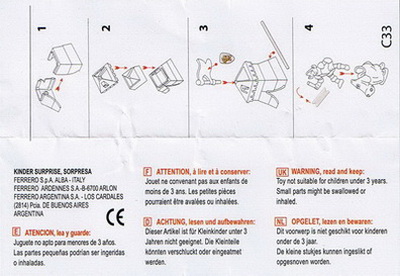 1
2
3
4
C33
KINDER SURPRISE, SORPRESA
FERRERO S.p.A. ALBA - ITALY
FERRERO ARDENNES S.A.-B-6700 ARLON
FERRERO ARGENTINA S.A. - LOS CARDALES
(2814) Pcia. DE BUENOS AIRES
ARGENTINA
CE
E ATENCION, lea y guarde:
Juguete no apto para menores de 3 años.
Las partes pequeñas podrían ser ingeridas
o inhaladas.
F ATTENTION, à lire et à conserver:
Jouet ne convenant pas aux enfants de
moins de 3 ans. Les petites pièces
pourraient être avalées ou inhalées.
D ACHTUNG, lesen und aufbewahren:
Dieser Artikel ist für Kleinkinder unter 3
Jahren nicht geeignet. Die Kleinteile
könnten verschluckt oder eingeatmet
werden.
UK WARNING, read and keep:
Toy not suitable for children under 3 years.
Small parts might be swallowed or
inhaled.
NL OPGELET, lezen en bewaren:
Dit voorwerp is niet geschikt voor kinderen
onder de 3 jaar.
De kleine stukjes kunnen ingeslikt of
opgesnoven worden.